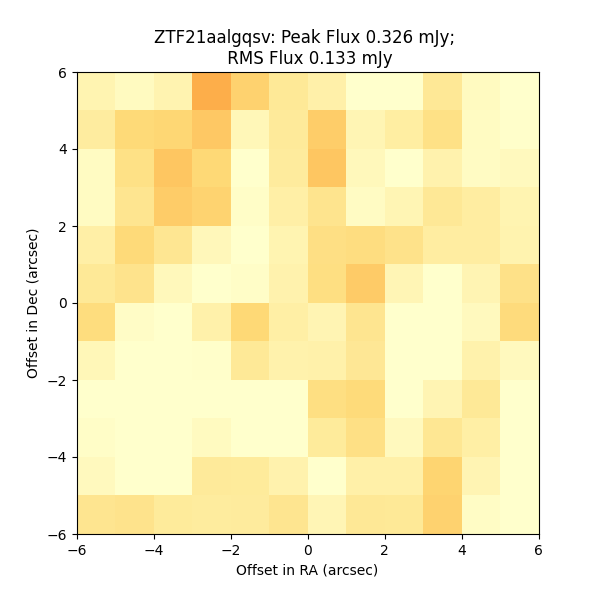 ZTF21aalgqsv: Peak Flux 0.326 mJy;
RMS Flux 0.133 mJy
6
4
2
0
−2
−4
−6
Offset in Dec (arcsec)
−6 −4 −2 0 2 4 6
Offset in RA (arcsec)